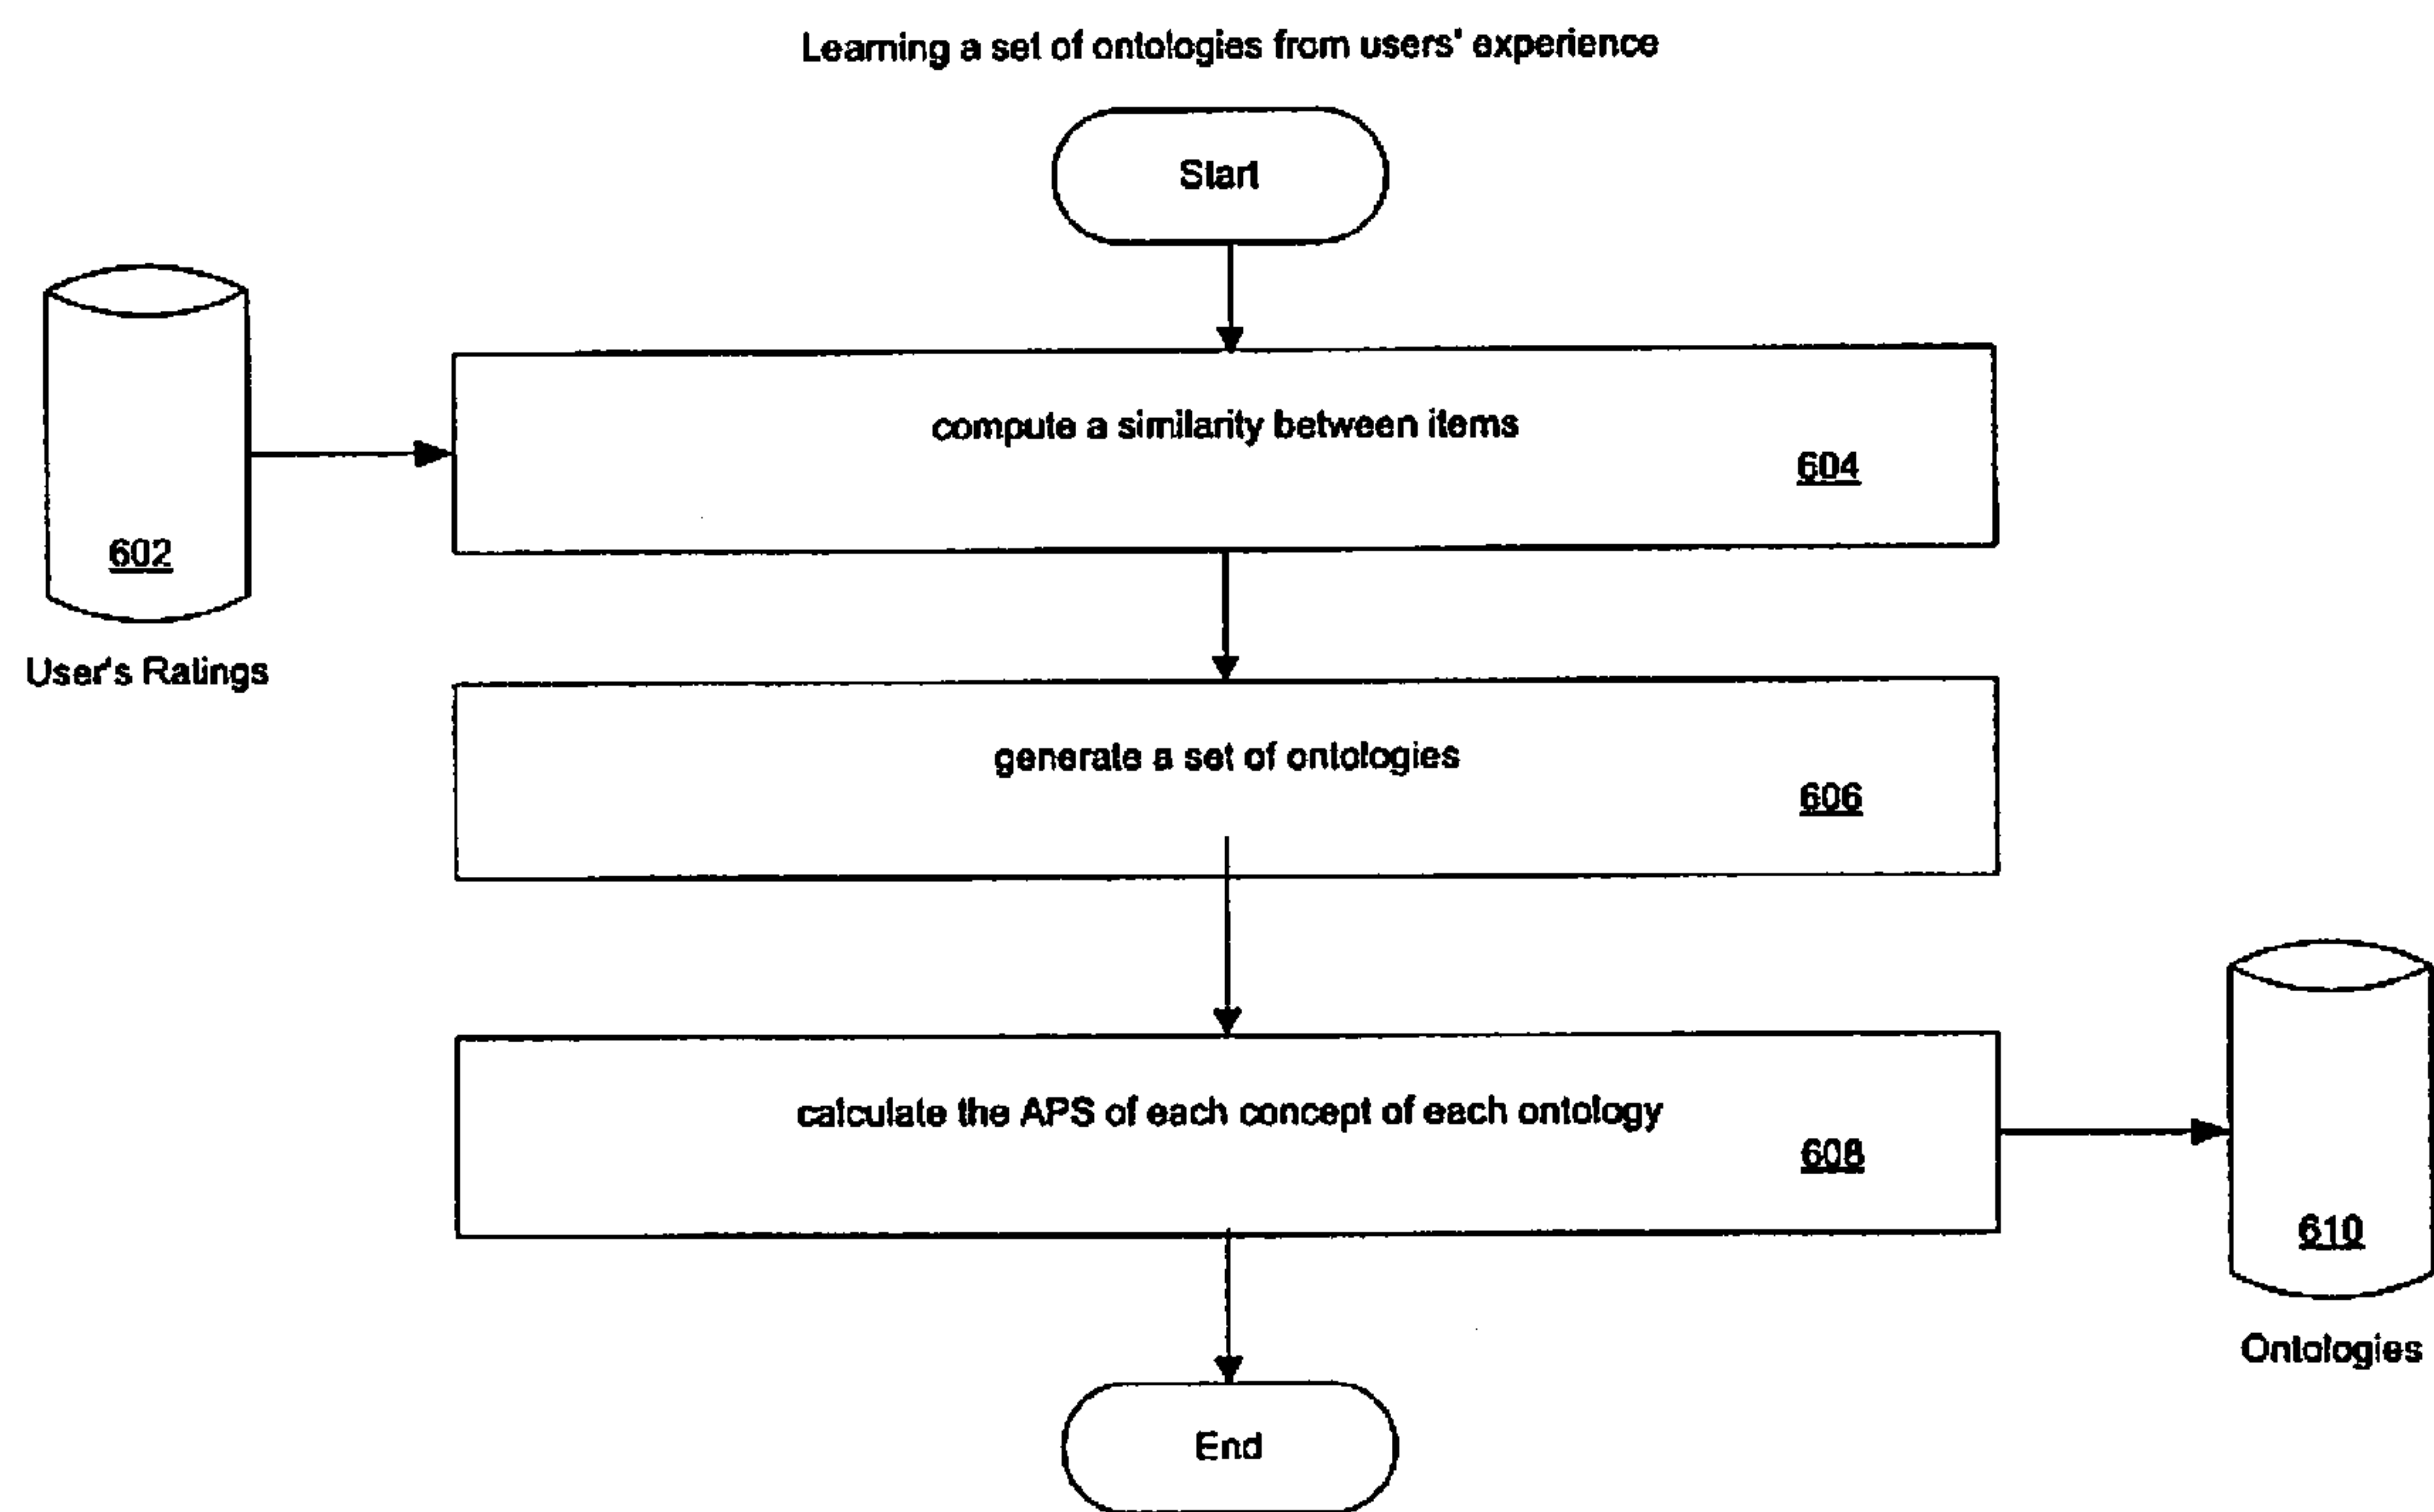 Learning a set of ontologies from users' experience
Start
compute a similarity between items
604
602
User's Ratings
generate a set of ontologies
606
calculate the APS of each concept of each ontology
608
610
Ontologies
End